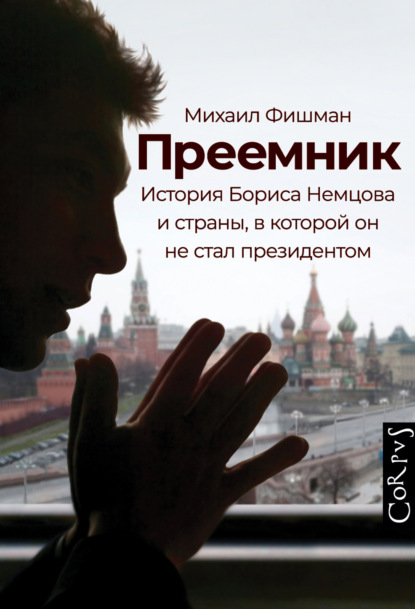 Михаил Фишман
Преемник
История Бориса Немцова
и страны, в которой он
не стал президентом
CORPVS